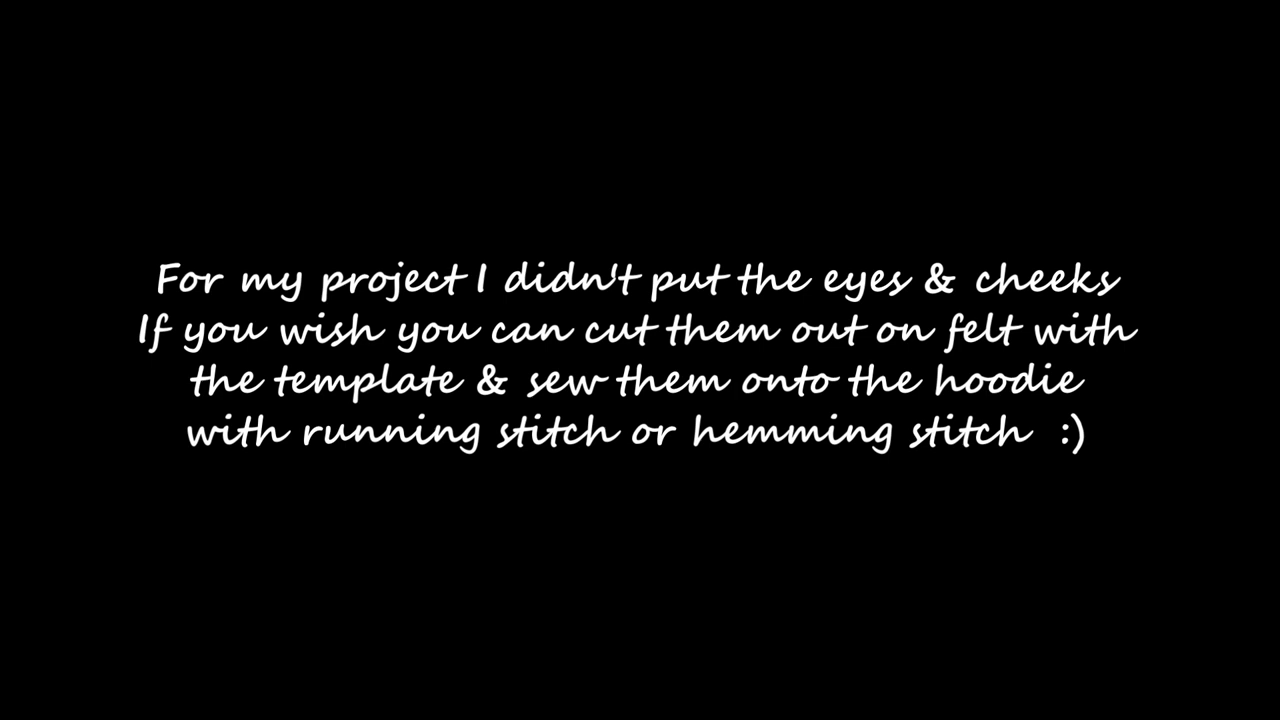 For my project I didn't put the eyes & cheeks
If you wish you can cut them out on felt with
the template & sew them onto the hoodie
with running stitch or hemming stitch :)